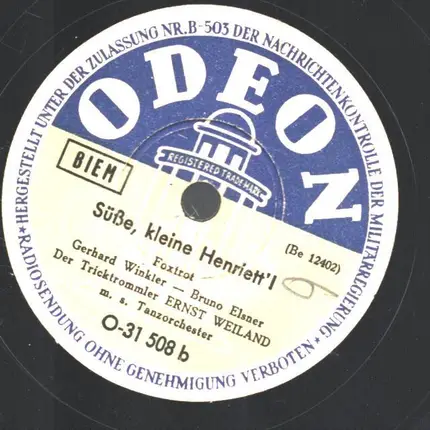 ★ HERGESTELLT UNTER DER ZULASSUNG NR. B-503 DER NACHRICHTENKONTROLLE DER MILITÄRREGIERUNG ★
ODEON
REGISTERED TRADE MARK
BIEM
(Be 12402)
Süße, kleine Henriett'l
Foxtrot
Gerhard Winkler — Bruno Elsner
Der Tricktrommler ERNST WEILAND
m. s. Tanzorchester
O-31 508 b
RADIOSENDUNG OHNE GENEHMIGUNG VERBOTEN